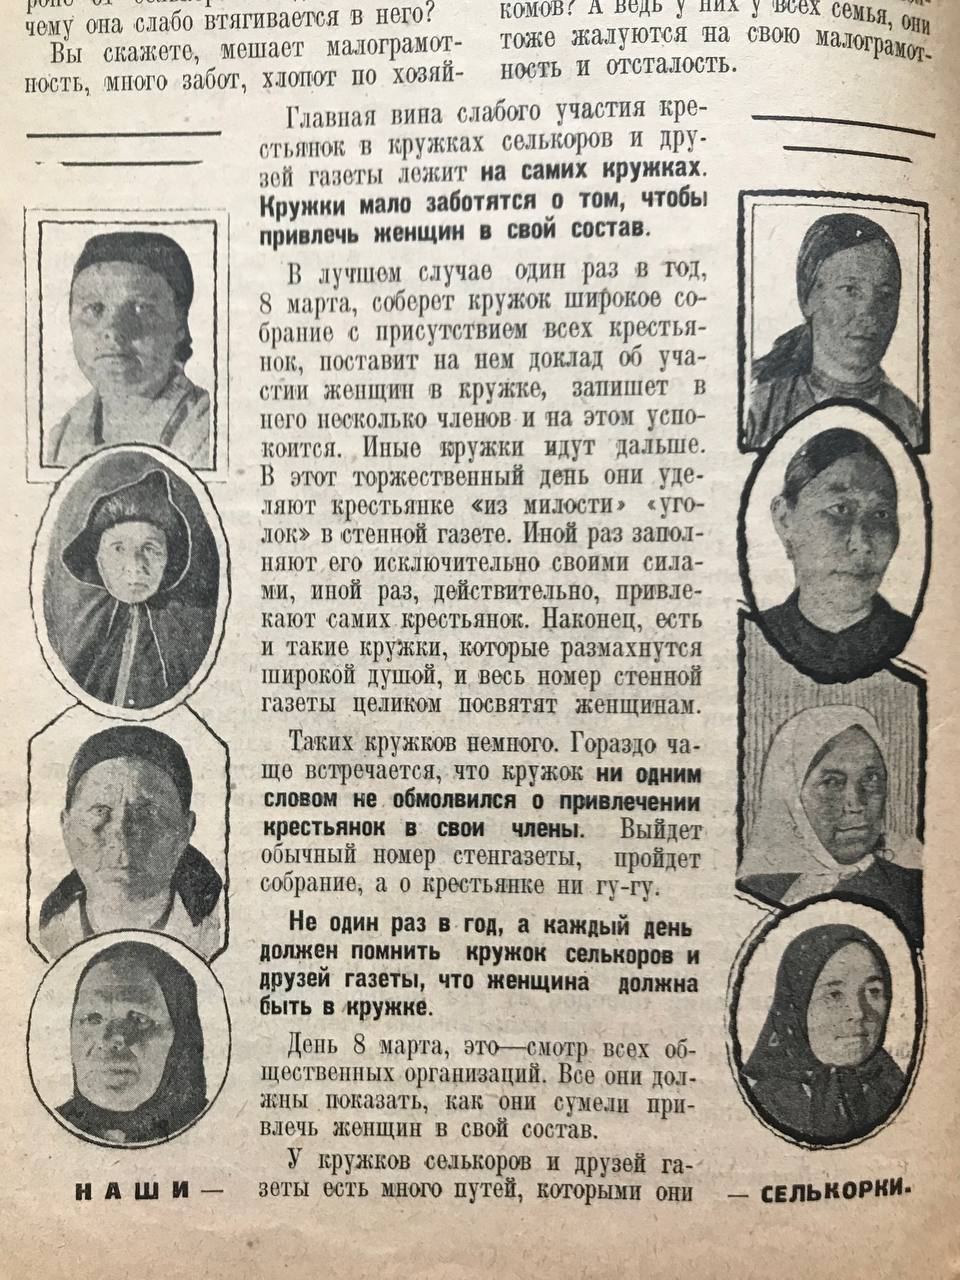 чему она слабо втягивается в него?
Вы скажете, мешает малограмот-
ность, много забот, хлопот по хозяй-
комов? А ведь у них у всех семья, они
тоже жалуются на свою малограмот-
ность и отсталость.
Главная вина слабого участия кре-
стьянок в кружках селькоров и дру-
зей газеты лежит на самих кружках.
Кружки мало заботятся о том, чтобы
привлечь женщин в свой состав.
В лучшем случае один раз в год,
8 марта, соберет кружок широкое со-
брание с присутствием всех крестья-
нок, поставит на нем доклад об уча-
стии женщин в кружке, запишет в
него несколько членов и на этом успо-
коится. Иные кружки идут дальше.
В этот торжественный день они уде-
ляют крестьянке «из милости» «уго-
лок» в стенной газете. Иной раз запол-
няют его исключительно своими сила-
ми, иной раз, действительно, привле-
кают самих крестьянок. Наконец, есть
и такие кружки, которые размахнутся
широкой душой, и весь номер стенной
газеты целиком посвятят женщинам.
Таких кружков немного. Гораздо ча-
ще встречается, что кружок ни одним
словом не обмолвился о привлечении
крестьянок в свои члены. Выйдет
обычный номер стенгазеты, пройдет
собрание, а о крестьянке ни гу-гу.
Не один раз в год, а каждый день
должен помнить кружок селькоров и
друзей газеты, что женщина должна
быть в кружке.
День 8 марта, это—смотр всех об-
щественных организаций. Все они дол-
жны показать, как они сумели при-
влечь женщин в свой состав.
У кружков селькоров и друзей га-
зеты есть много путей, которыми они
НАШИ —
— СЕЛЬКОРКИ.